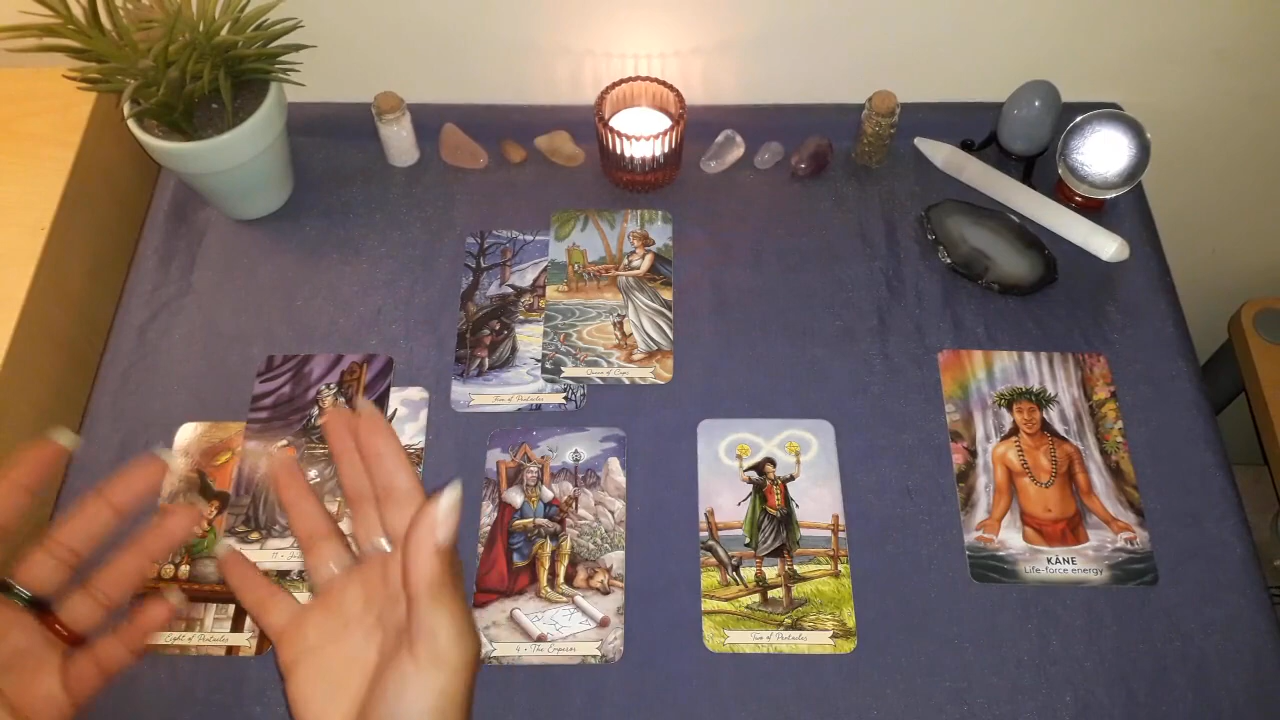 Queen of Cups
Five of Pentacles
11 •
KĀNE
Life-force energy
Eight of Pentacles
4 • The Emperor
Two of Pentacles